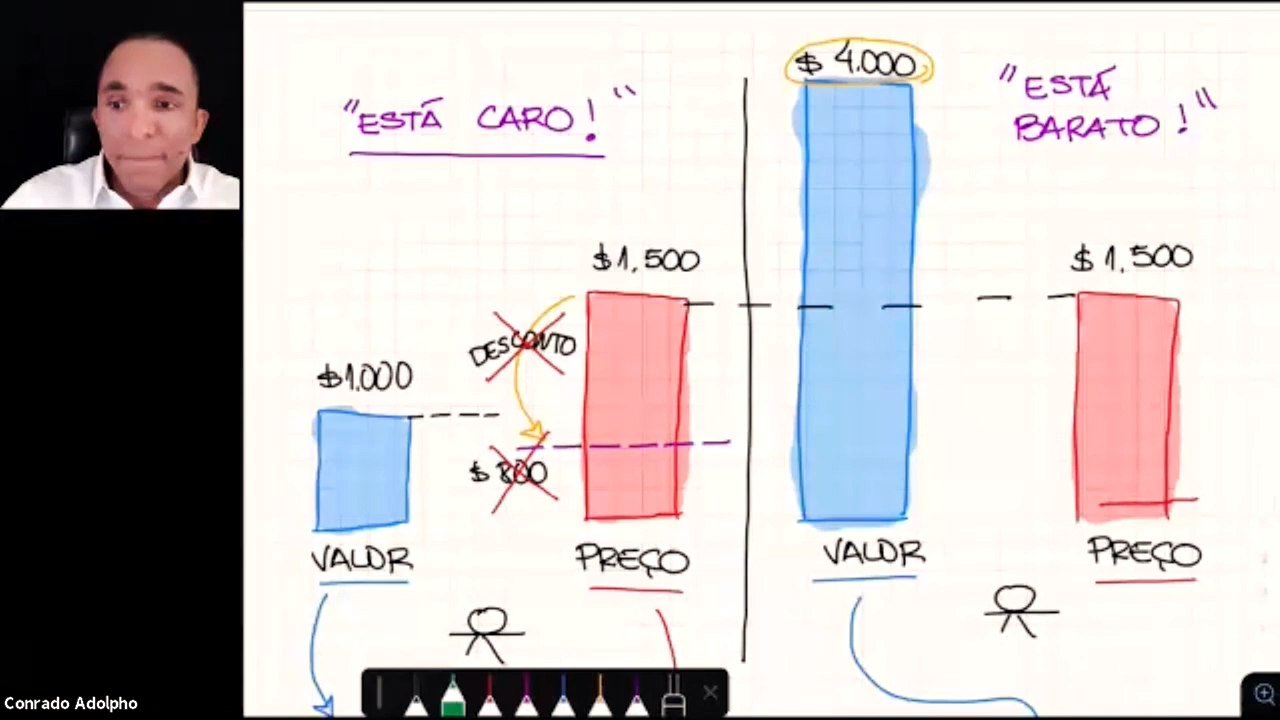 "ESTÁ CARO!"
$ 4.000
"ESTÁ
BARATO!"
$1.500
$1.500
DESCONTO
$1.000
$ 800
VALOR
PREÇO
VALOR
PREÇO
Conrado Adolpho